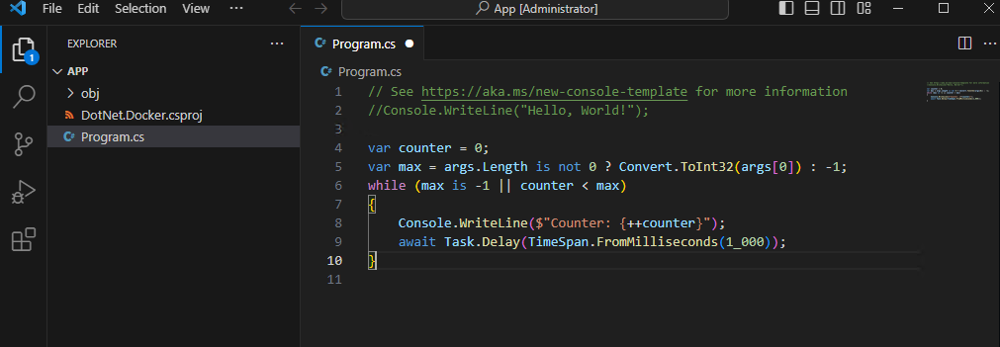 File Edit Selection View ··· App [Administrator]
EXPLORER ···
APP
obj
DotNet.Docker.csproj
C# Program.cs
1
C# Program.cs
C# Program.cs
1 // See https://aka.ms/new-console-template for more information
2 //Console.WriteLine("Hello, World!");
3
4 var counter = 0;
5 var max = args.Length is not 0 ? Convert.ToInt32(args[0]) : -1;
6 while (max is -1 || counter < max)
7 {
8 Console.WriteLine($"Counter: {++counter}");
9 await Task.Delay(TimeSpan.FromMilliseconds(1_000));
10 }
11